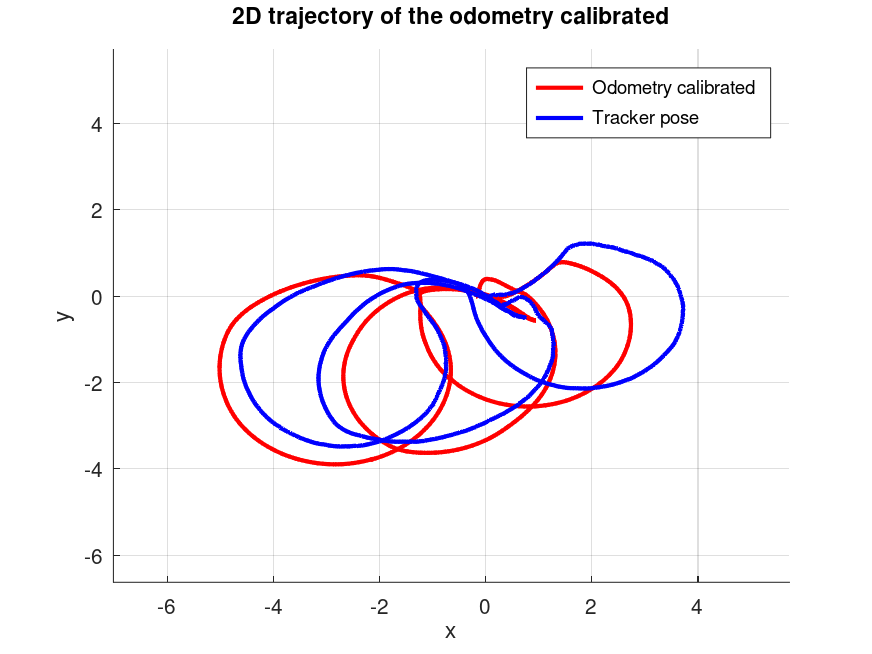 2D trajectory of the odometry calibrated
Odometry calibrated
Tracker pose
4
2
0
-2
-4
-6
y
-6
-4
-2
0
2
4
x